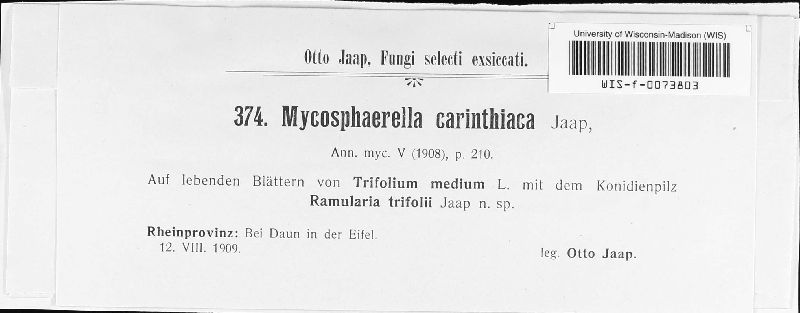 University of Wisconsin-Madison (WIS)
WIS-f-0073803
Otto Jaap, Fungi selecti exsiccati.
374. Mycosphaerella carinthiaca Jaap,
Ann. myc. V (1908), p. 210.
Auf lebenden Blättern von Trifolium medium L. mit dem Konidienpilz
Ramularia trifolii Jaap n. sp.
Rheinprovinz: Bei Daun in der Eifel.
12. VIII. 1909.
leg. Otto Jaap.